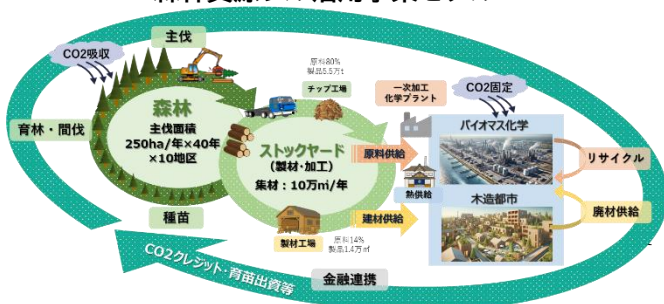 主伐
CO2吸収
原料80%
製品5.5万t
チップ工場
一次加工
化学プラント
CO2固定
森林
主伐面積
250ha/年×40年
×10地区
バイオマス化学
育林・間伐
ストックヤード
(製材・加工)
集材：10万㎥/年
原料供給
リサイクル
熱供給
木造都市
種苗
建材供給
廃材供給
製材工場
原料14%
製品1.4万㎥
CO2クレジット・育苗出資等
金融連携